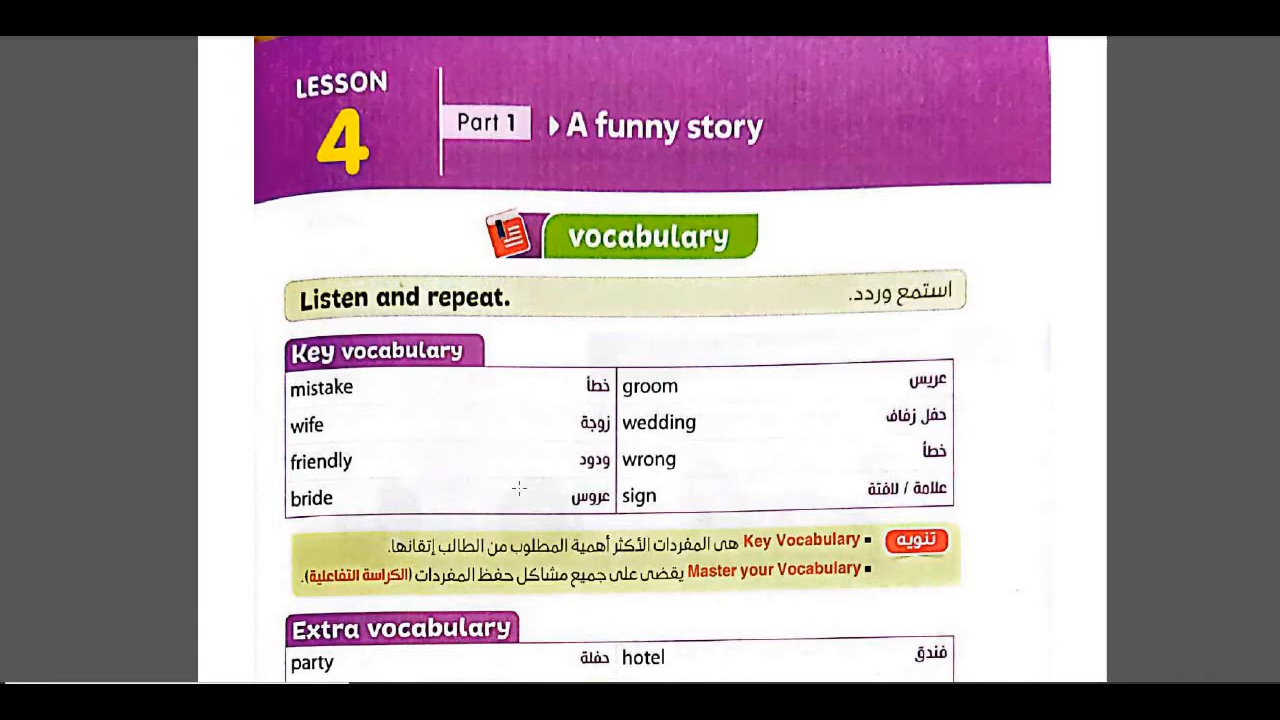 LESSON
4
Part 1
A funny story
vocabulary
Listen and repeat. استمع وردد.
Key vocabulary
mistake خطأ groom عريس
wife زوجة wedding حفل زفاف
friendly ودود wrong خطأ
bride عروس sign علامة / لافتة
تنويه ▪ Key Vocabulary هى المفردات الأكثر أهمية المطلوب من الطالب إتقانها.
▪ Master your Vocabulary يقضى على جميع مشاكل حفظ المفردات (الكراسة التفاعلية).
Extra vocabulary
party حفلة hotel فندق